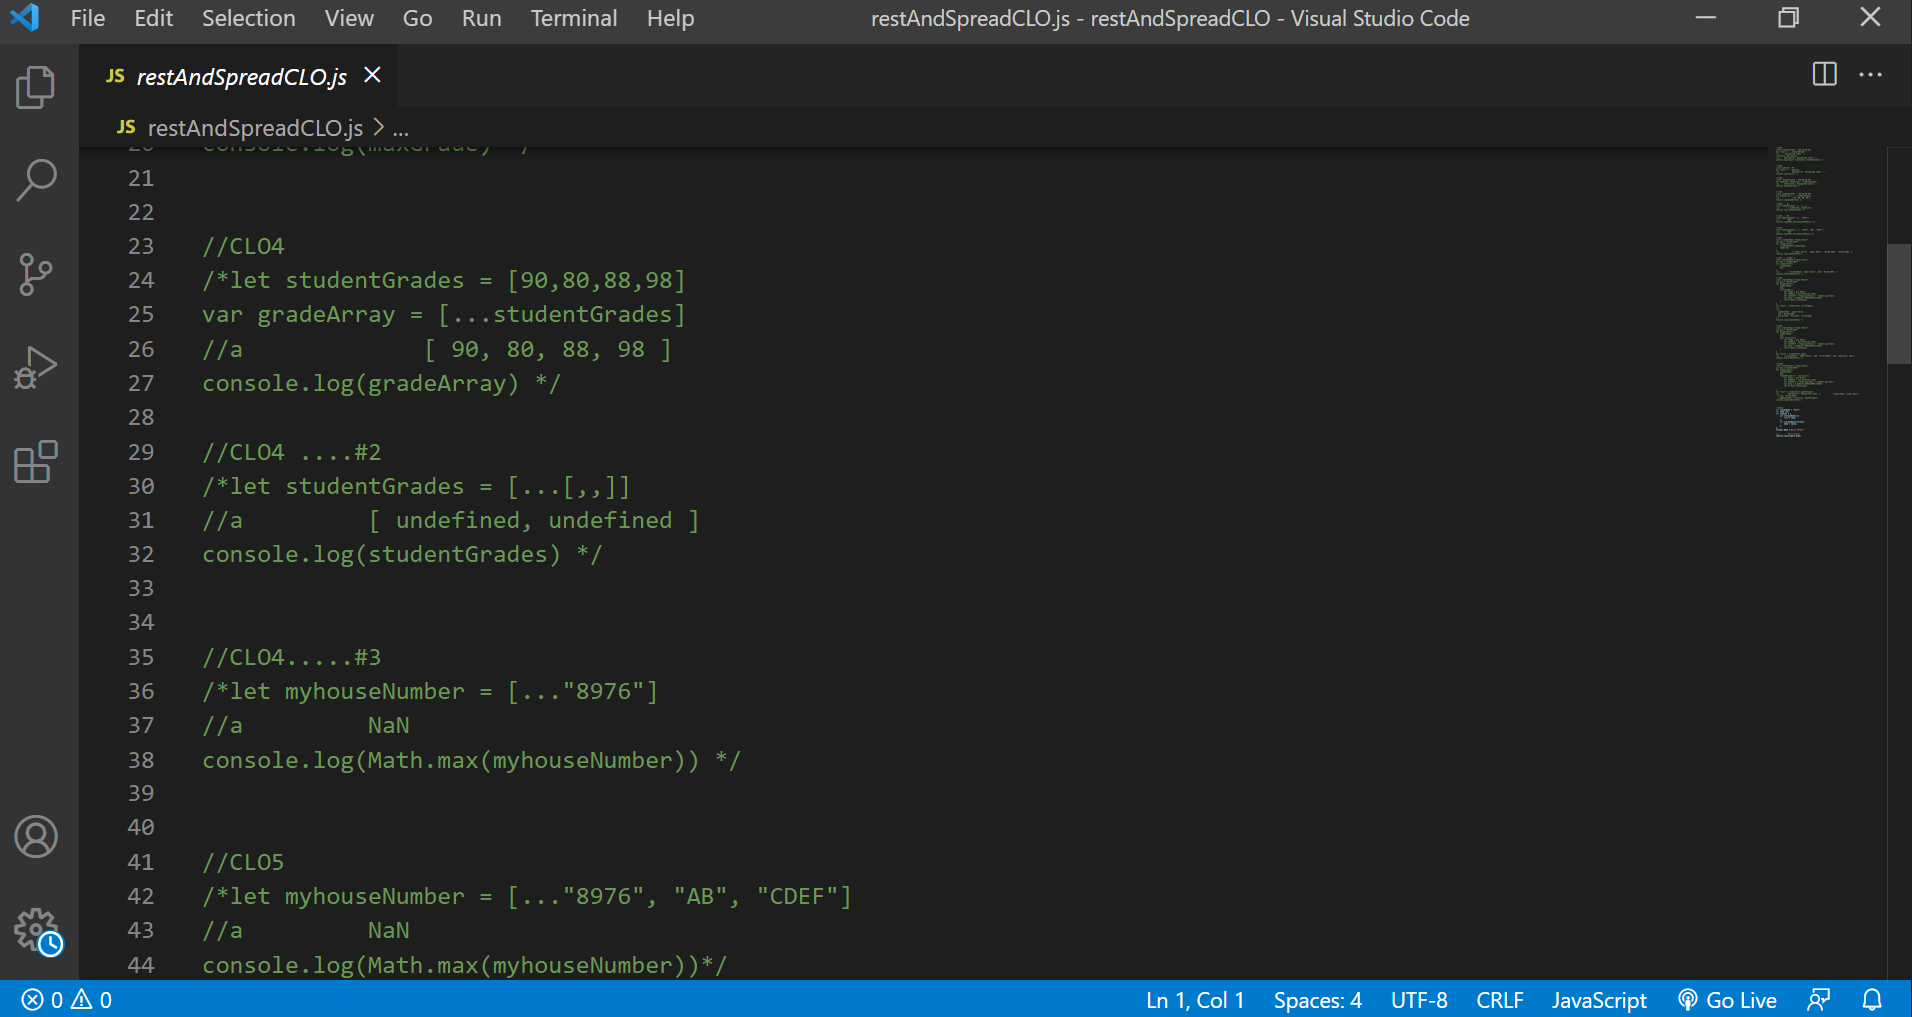 File Edit Selection View Go Run Terminal Help restAndSpreadCLO.js - restAndSpreadCLO - Visual Studio Code
JS restAndSpreadCLO.js
JS restAndSpreadCLO.js > ...
20 console.log(maxGrade) */
21
22
23 //CLO4
24 /*let studentGrades = [90,80,88,98]
25 var gradeArray = [...studentGrades]
26 //a             [ 90, 80, 88, 98 ]
27 console.log(gradeArray) */
28
29 //CLO4 ....#2
30 /*let studentGrades = [...[,,]]
31 //a         [ undefined, undefined ]
32 console.log(studentGrades) */
33
34
35 //CLO4.....#3
36 /*let myhouseNumber = [..."8976"]
37 //a         NaN
38 console.log(Math.max(myhouseNumber)) */
39
40
41 //CLO5
42 /*let myhouseNumber = [..."8976", "AB", "CDEF"]
43 //a         NaN
44 console.log(Math.max(myhouseNumber))*/
0 0 Ln 1, Col 1 Spaces: 4 UTF-8 CRLF JavaScript Go Live